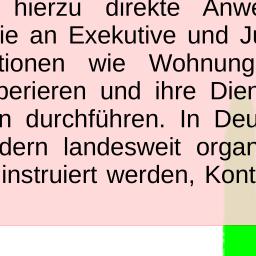 hierzu direkte Anwe
ie an Exekutive und Ju
tionen wie Wohnung
perieren und ihre Dien
n durchführen. In Deu
dern landesweit organ
instruiert werden, Kont